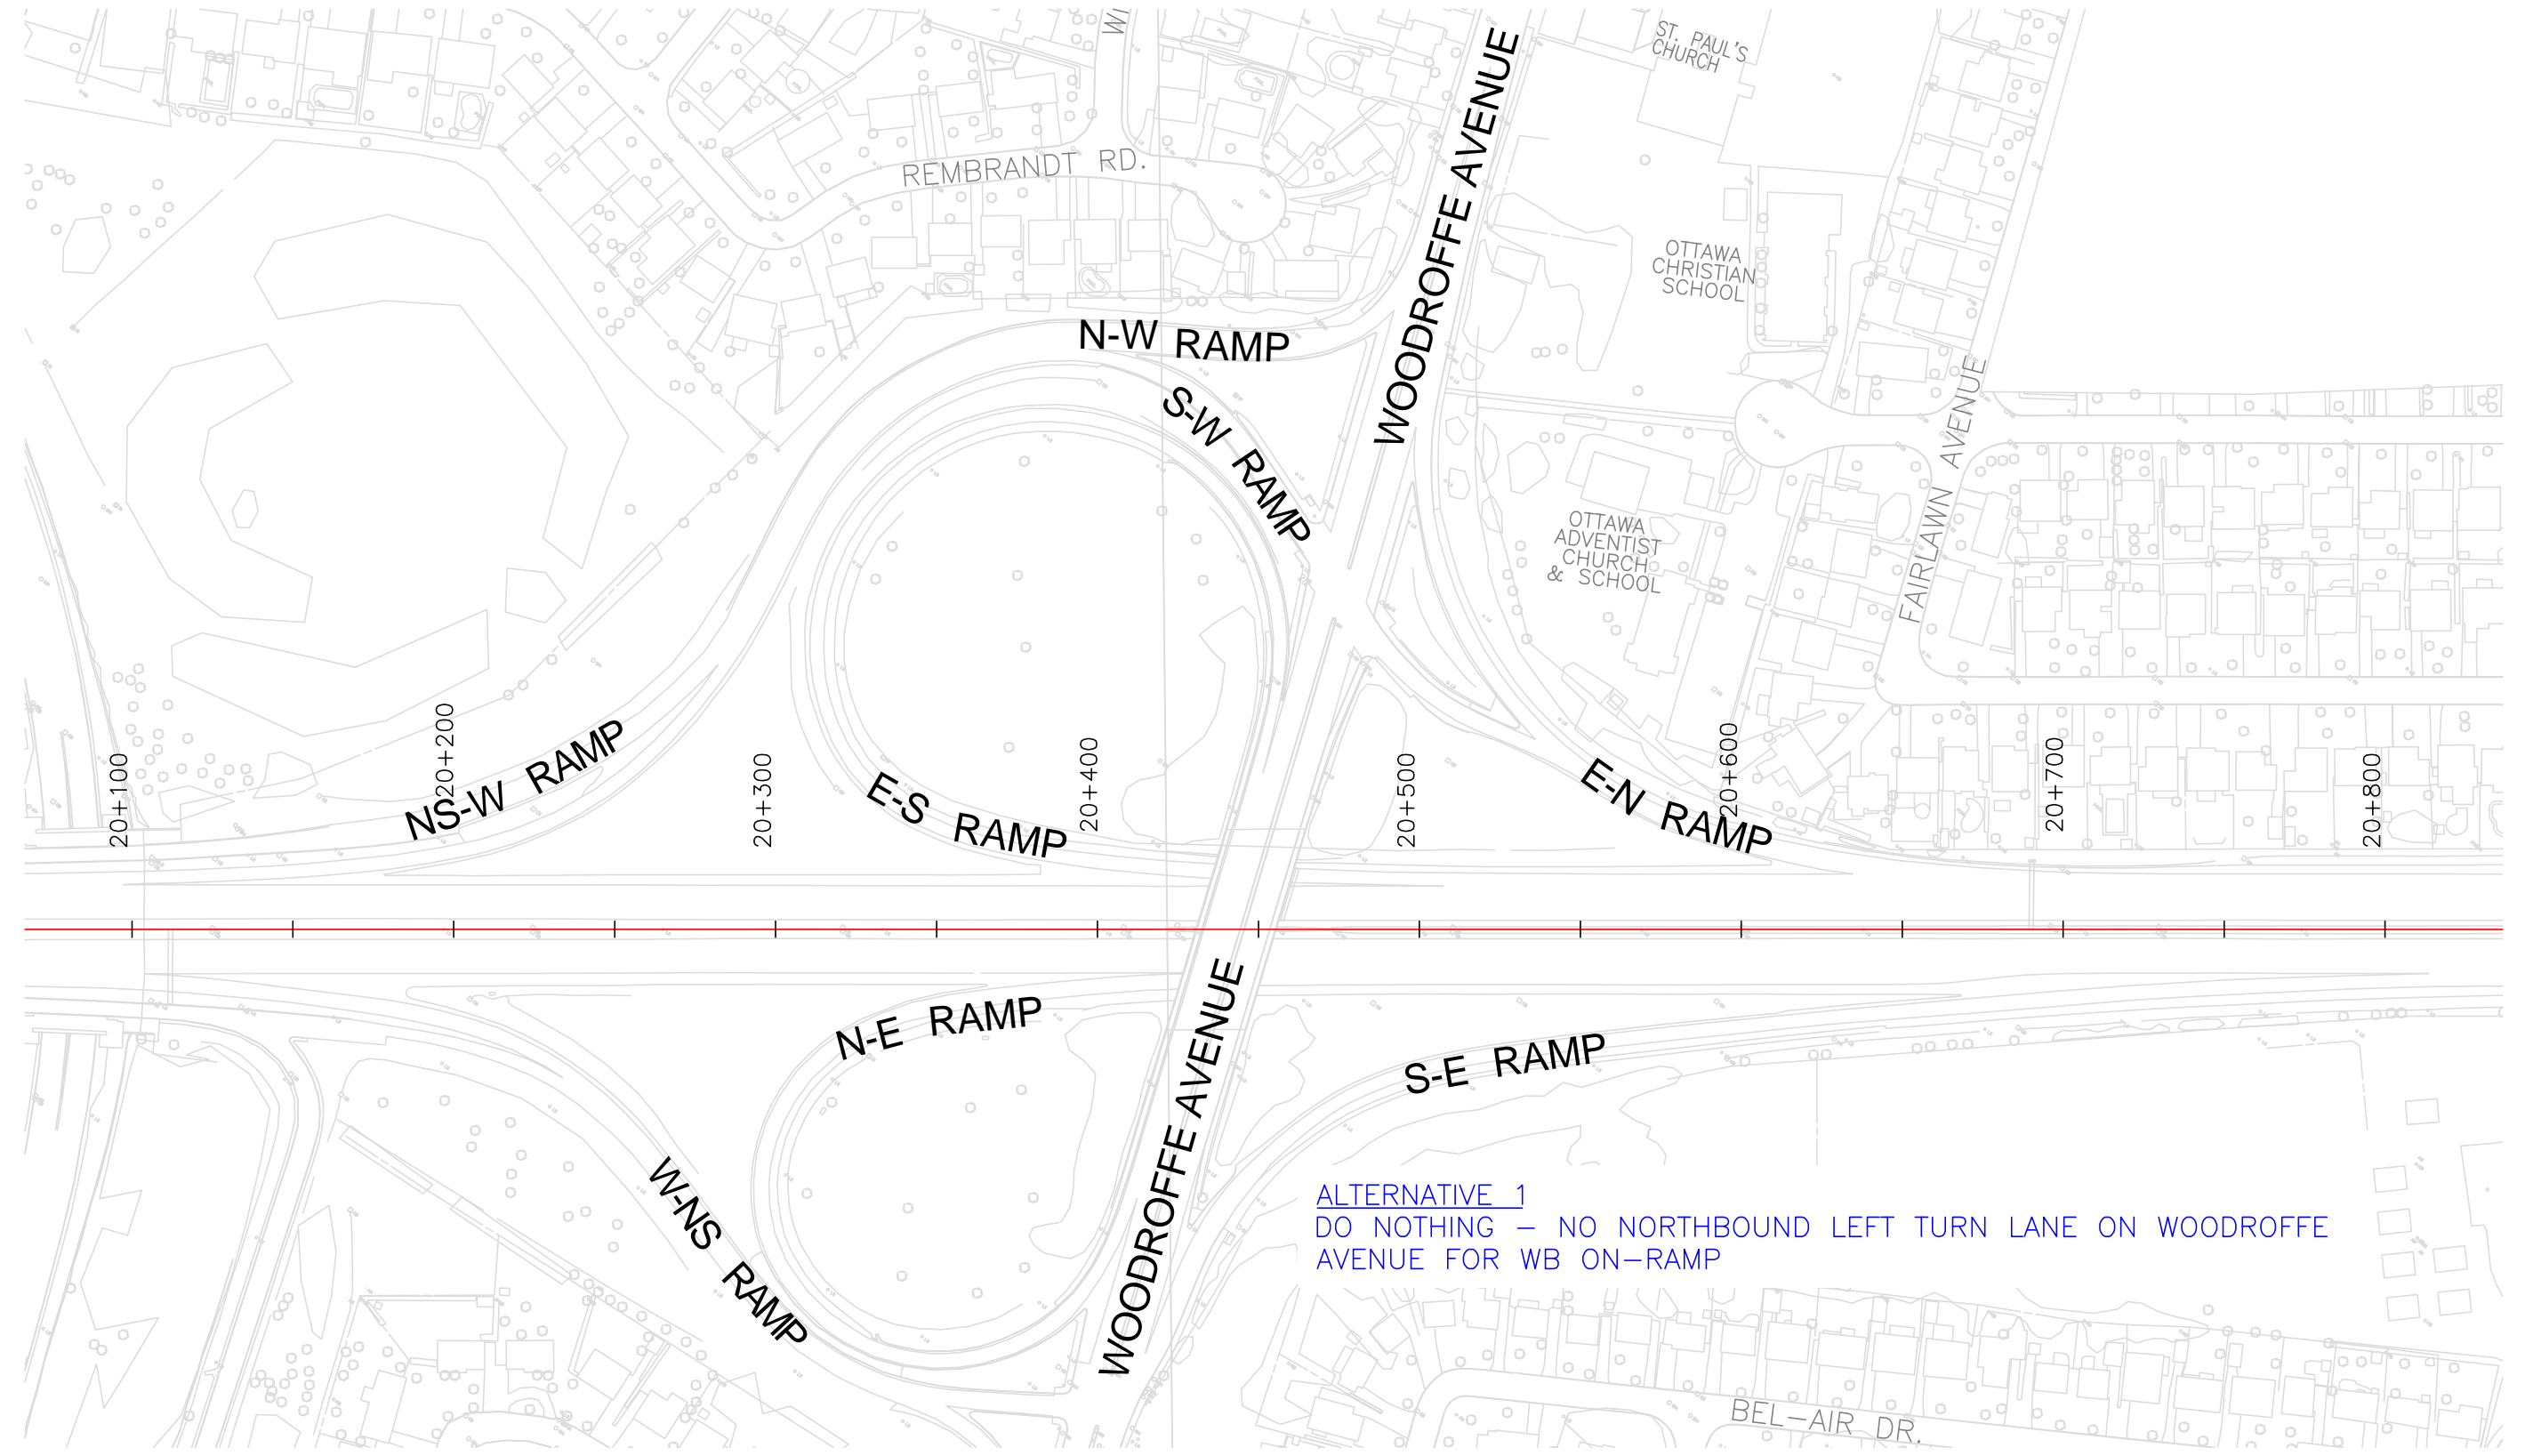 WI
ST. PAUL'S
CHURCH
WOODROFFE AVENUE
REMBRANDT RD.
OTTAWA
CHRISTIAN
SCHOOL
N-W RAMP
S-W RAMP
FAIRLAWN AVENUE
OTTAWA
ADVENTIST
CHURCH
& SCHOOL
NS-W RAMP
E-S RAMP
E-N RAMP
20+100
20+200
20+300
20+400
20+500
20+600
20+700
20+800
N-E RAMP
S-E RAMP
WOODROFFE AVENUE
W-NS RAMP
ALTERNATIVE 1
DO NOTHING – NO NORTHBOUND LEFT TURN LANE ON WOODROFFE
AVENUE FOR WB ON-RAMP
BEL-AIR DR.